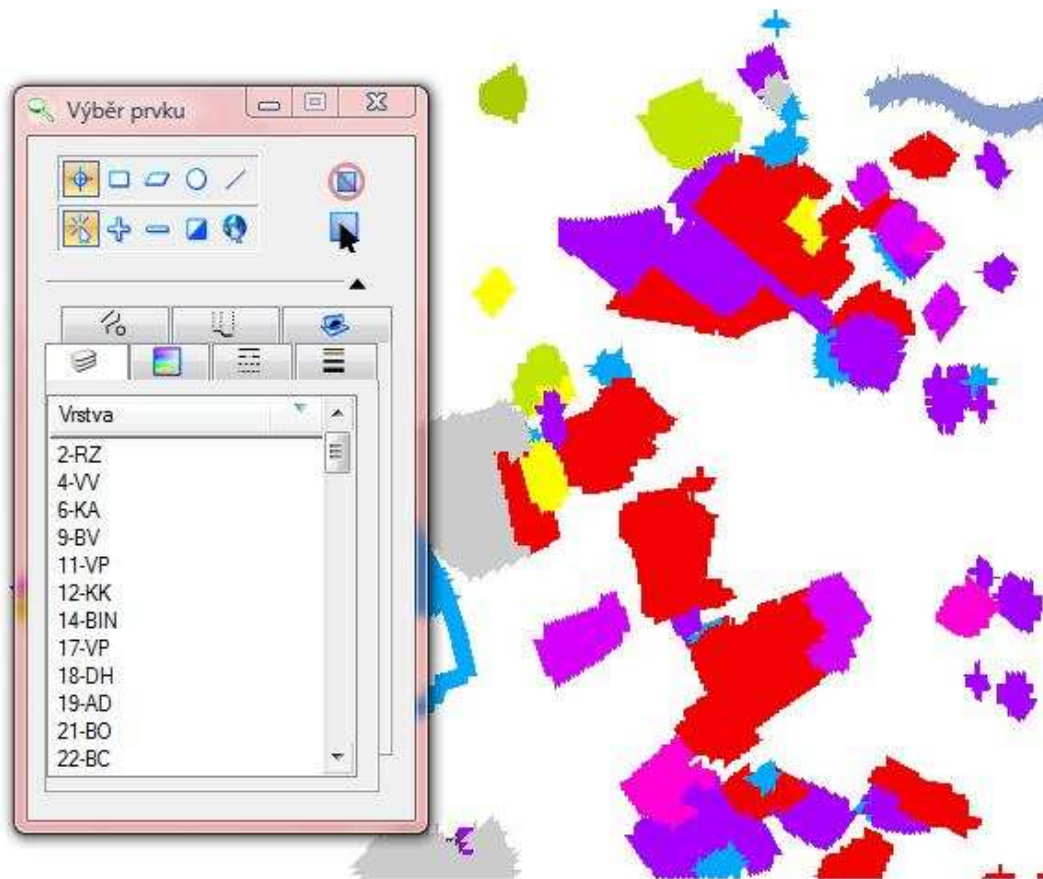 Výběr prvku
Vrstva
2-RZ
4-VV
6-KA
9-BV
11-VP
12-KK
14-BIN
17-VP
18-DH
19-AD
21-BO
22-BC